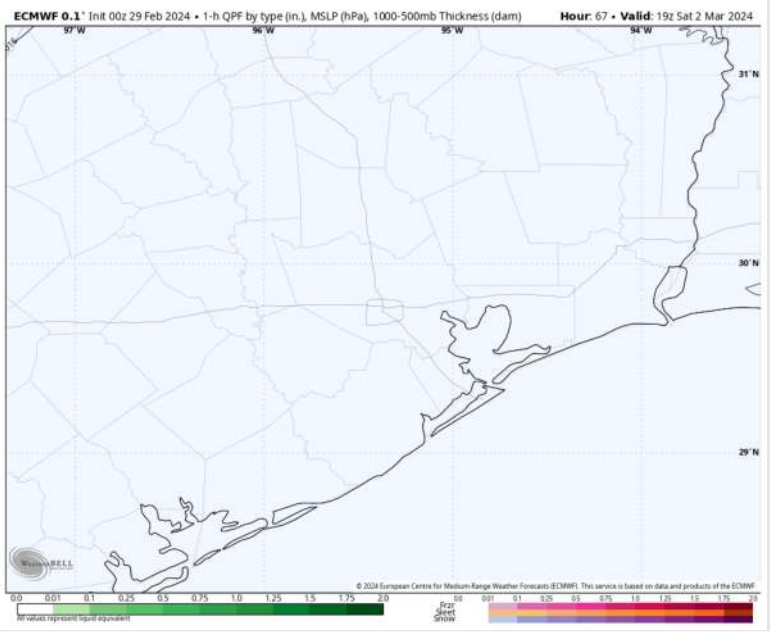 ECMWF 0.1° Init 00z 29 Feb 2024 • 1-h QPF by type (in.), MSLP (hPa), 1000-500mb Thickness (dam) Hour: 67 • Valid: 19z Sat 2 Mar 2024
97°W 96°W 95°W 94°W
1016
31°N
30°N
29°N
WeatherBELL
© 2024 European Centre for Medium-Range Weather Forecasts (ECMWF). This service is based on data and products of the ECMWF
0.0 0.01 0.1 0.25 0.5 0.75 1.0 1.25 1.5 1.75 2.0
0.0 0.01 0.1 0.25 0.5 0.75 1.0 1.25 1.5 1.75 2.0
Frzr
Sleet
Snow
All values represent liquid equivalent